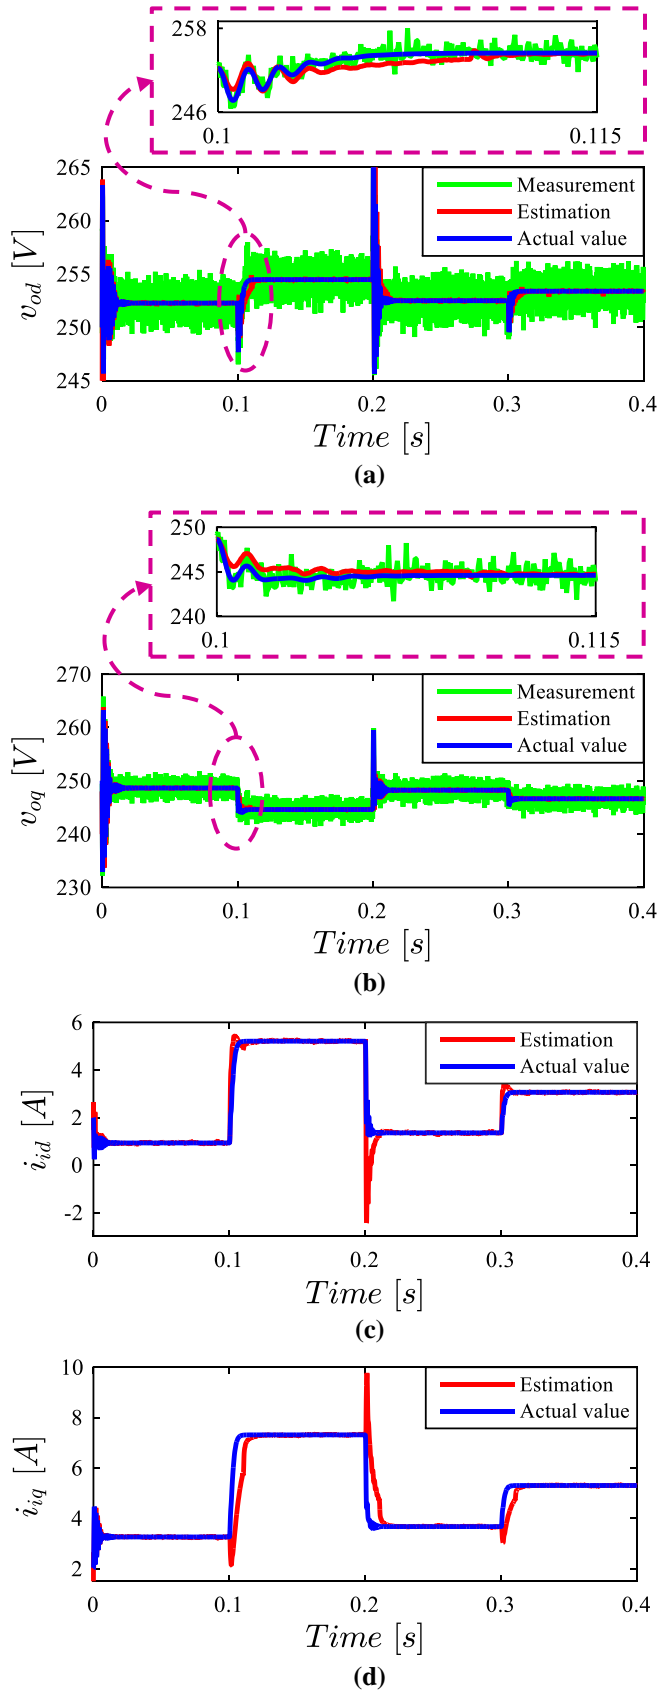 258
246
0.1
0.115
265
260
255
250
245
v_od [V]
Measurement
Estimation
Actual value
0
0.1
0.2
0.3
0.4
Time [s]
(a)
250
245
240
0.1
0.115
270
260
250
240
230
v_oq [V]
Measurement
Estimation
Actual value
0
0.1
0.2
0.3
0.4
Time [s]
(b)
6
4
2
0
-2
i_id [A]
Estimation
Actual value
0
0.1
0.2
0.3
0.4
Time [s]
(c)
10
8
6
4
2
i_iq [A]
Estimation
Actual value
0
0.1
0.2
0.3
0.4
Time [s]
(d)